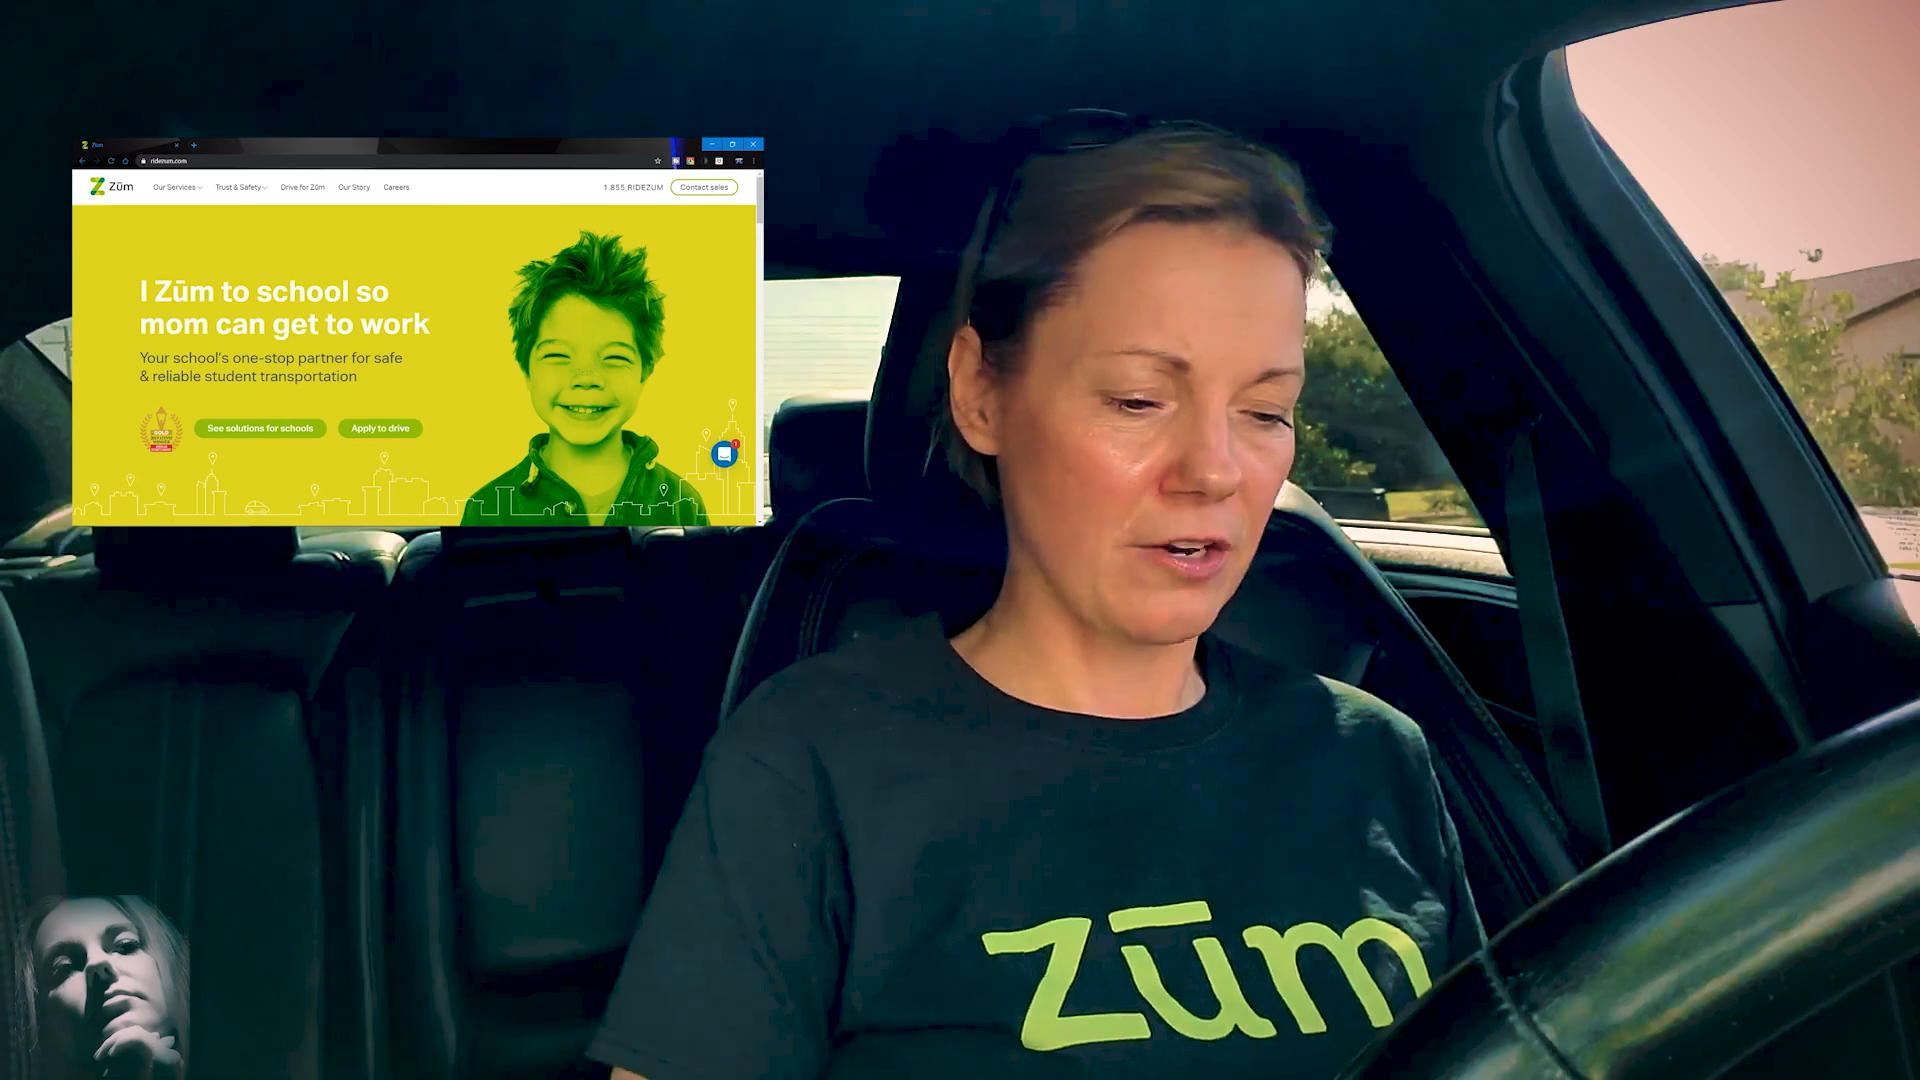 Zūm
ridezum.com
Zūm
Our Services
Trust & Safety
Drive for Zūm
Our Story
Careers
1.855.RIDEZUM
Contact sales
I Zūm to school so
mom can get to work
Your school's one-stop partner for safe
& reliable student transportation
GOLD
See solutions for schools
Apply to drive
1
Zūm